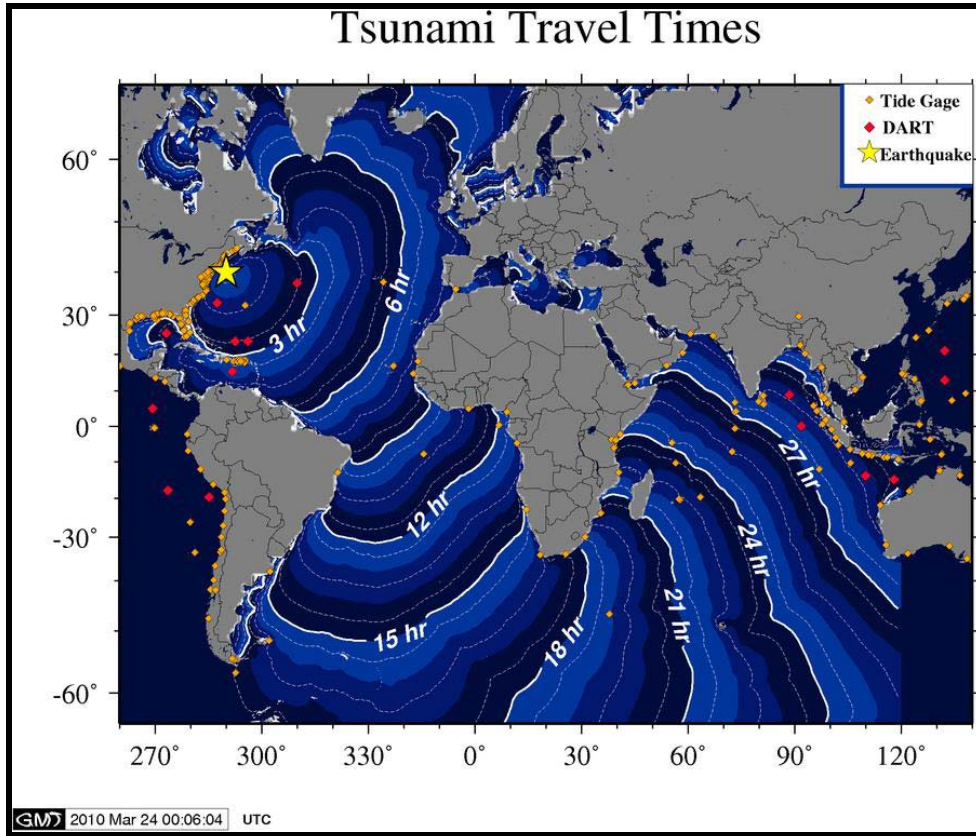 Tsunami Travel Times
Tide Gage
DART
Earthquake
60°
30°
0°
-30°
-60°
3 hr
6 hr
12 hr
15 hr
18 hr
21 hr
24 hr
27 hr
270° 300° 330° 0° 30° 60° 90° 120°
GMT 2010 Mar 24 00:06:04 UTC